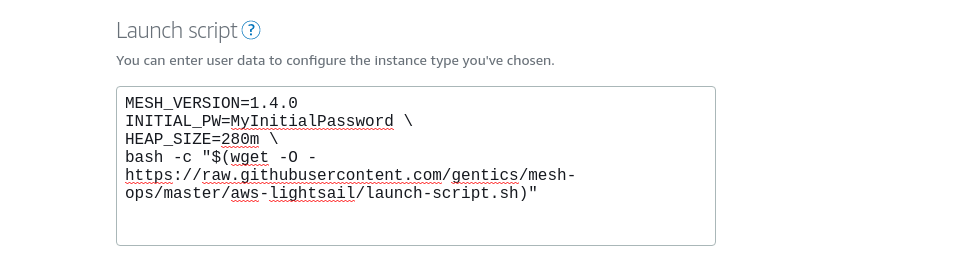 Launch script ?
You can enter user data to configure the instance type you've chosen.
MESH_VERSION=1.4.0
INITIAL_PW=MyInitialPassword \
HEAP_SIZE=280m \
bash -c "$(wget -O -
https://raw.githubusercontent.com/gentics/mesh-
ops/master/aws-lightsail/launch-script.sh)"